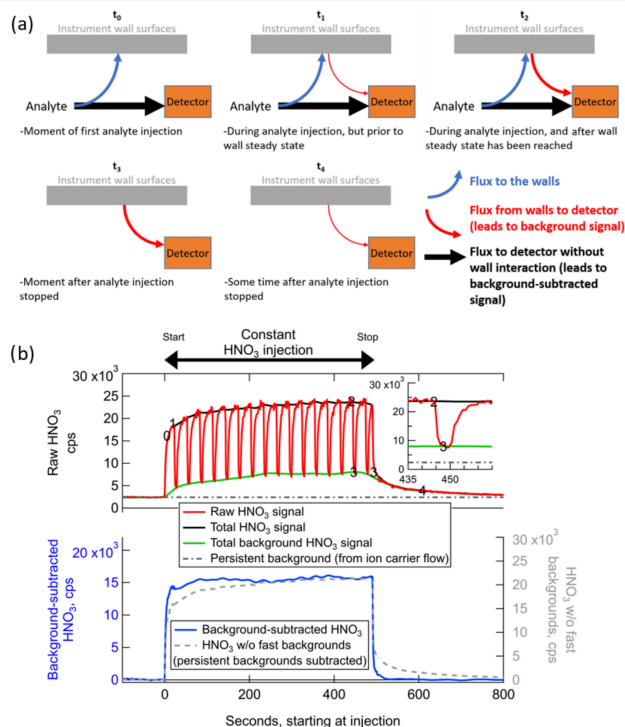 (a)
t0
Instrument wall surfaces
Analyte
Detector
-Moment of first analyte injection
t1
Instrument wall surfaces
Detector
-During analyte injection, but prior to
wall steady state
t2
Instrument wall surfaces
Analyte
Detector
-During analyte injection, and after wall
steady state has been reached
t3
Instrument wall surfaces
Detector
-Moment after analyte injection
stopped
t4
Instrument wall surfaces
Detector
-Some time after analyte injection
stopped
Flux to the walls
Flux from walls to detector
(leads to background signal)
Flux to detector without
wall interaction (leads to
background-subtracted
signal)
(b)
Start
Constant
HNO3 injection
Stop
Raw HNO3
cps
30 x10³
25
20
15
10
5
0
0
1
2
3
3
4
30 x10³
25
20
15
10
5
0
2
3
435
450
Raw HNO3 signal
Total HNO3 signal
Total background HNO3 signal
Persistent background (from ion carrier flow)
Background-subtracted
HNO3, cps
20 x10³
15
10
5
0
Background-subtracted HNO3
HNO3 w/o fast backgrounds
(persistent backgrounds subtracted)
30 x10³
25
20
15
10
5
0
HNO3 w/o fast
backgrounds, cps
0
200
400
600
800
Seconds, starting at injection